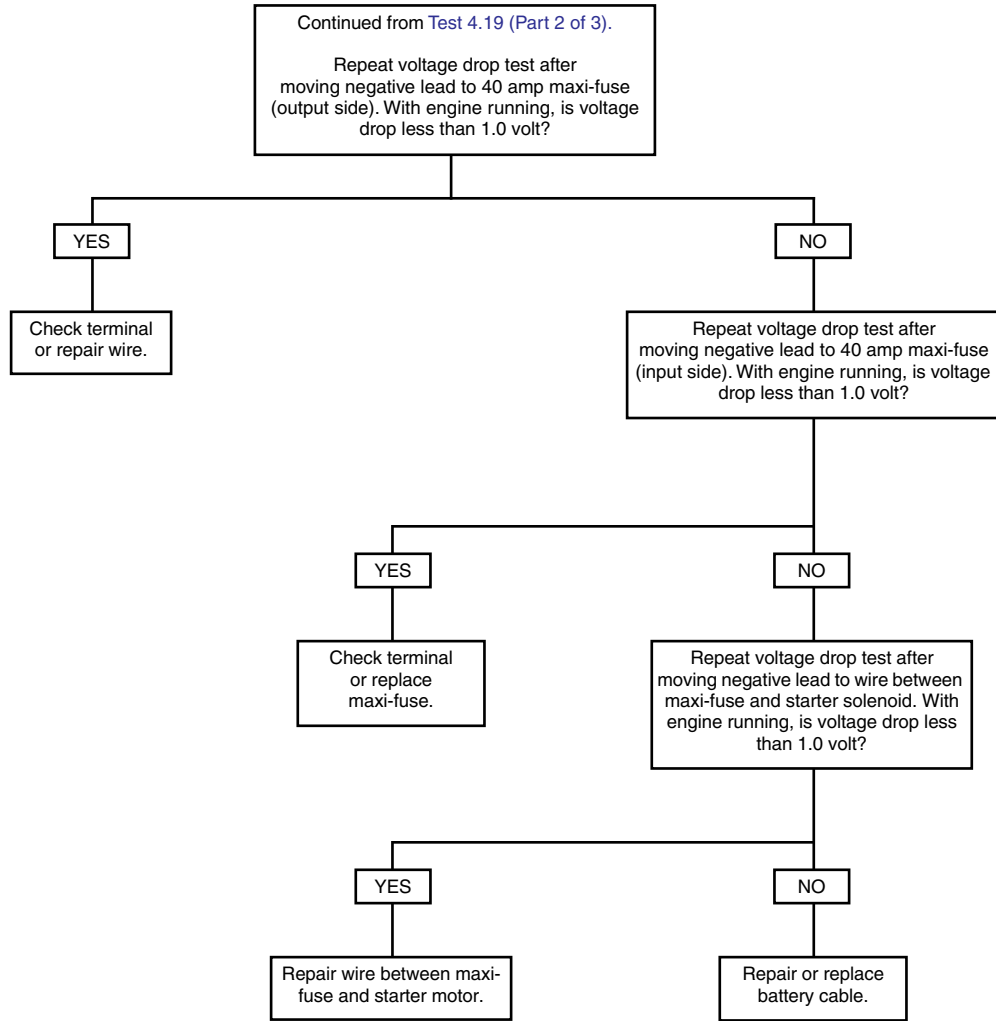 Continued from Test 4.19 (Part 2 of 3).
Repeat voltage drop test after
moving negative lead to 40 amp maxi-fuse
(output side). With engine running, is voltage
drop less than 1.0 volt?
YES
NO
Check terminal
or repair wire.
Repeat voltage drop test after
moving negative lead to 40 amp maxi-fuse
(input side). With engine running, is voltage
drop less than 1.0 volt?
YES
NO
Check terminal
or replace
maxi-fuse.
Repeat voltage drop test after
moving negative lead to wire between
maxi-fuse and starter solenoid. With
engine running, is voltage drop less
than 1.0 volt?
YES
NO
Repair wire between maxi-
fuse and starter motor.
Repair or replace
battery cable.